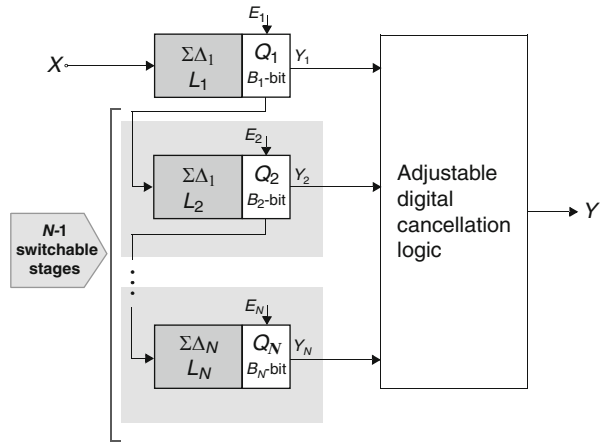 E1
X
ΣΔ1
L1
Q1
B1-bit
Y1
E2
ΣΔ1
L2
Q2
B2-bit
Y2
N-1
switchable
stages
Adjustable
digital
cancellation
logic
Y
EN
ΣΔN
LN
QN
BN-bit
YN